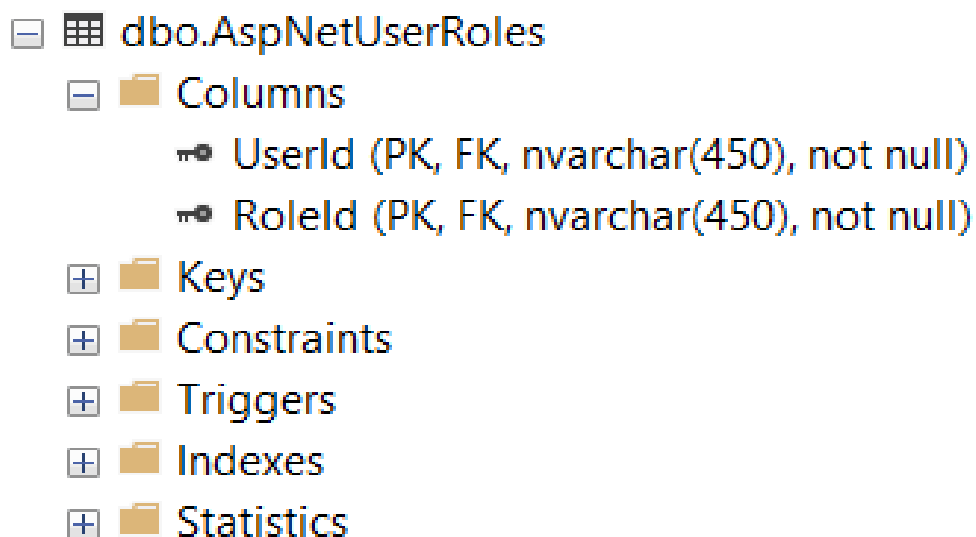 dbo.AspNetUserRoles
Columns
UserId (PK, FK, nvarchar(450), not null)
RoleId (PK, FK, nvarchar(450), not null)
Keys
Constraints
Triggers
Indexes
Statistics